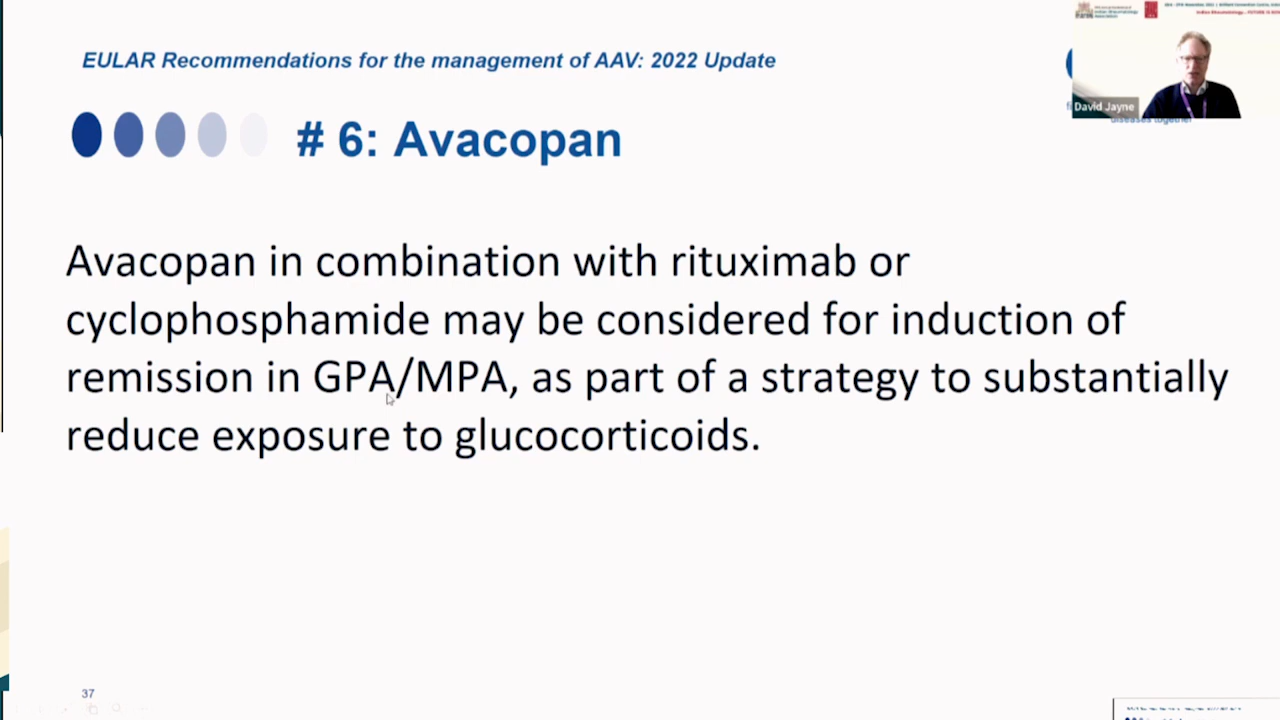 EULAR Recommendations for the management of AAV: 2022 Update
David Jayne
diseases together
# 6: Avacopan
Avacopan in combination with rituximab or
cyclophosphamide may be considered for induction of
remission in GPA/MPA, as part of a strategy to substantially
reduce exposure to glucocorticoids.
37